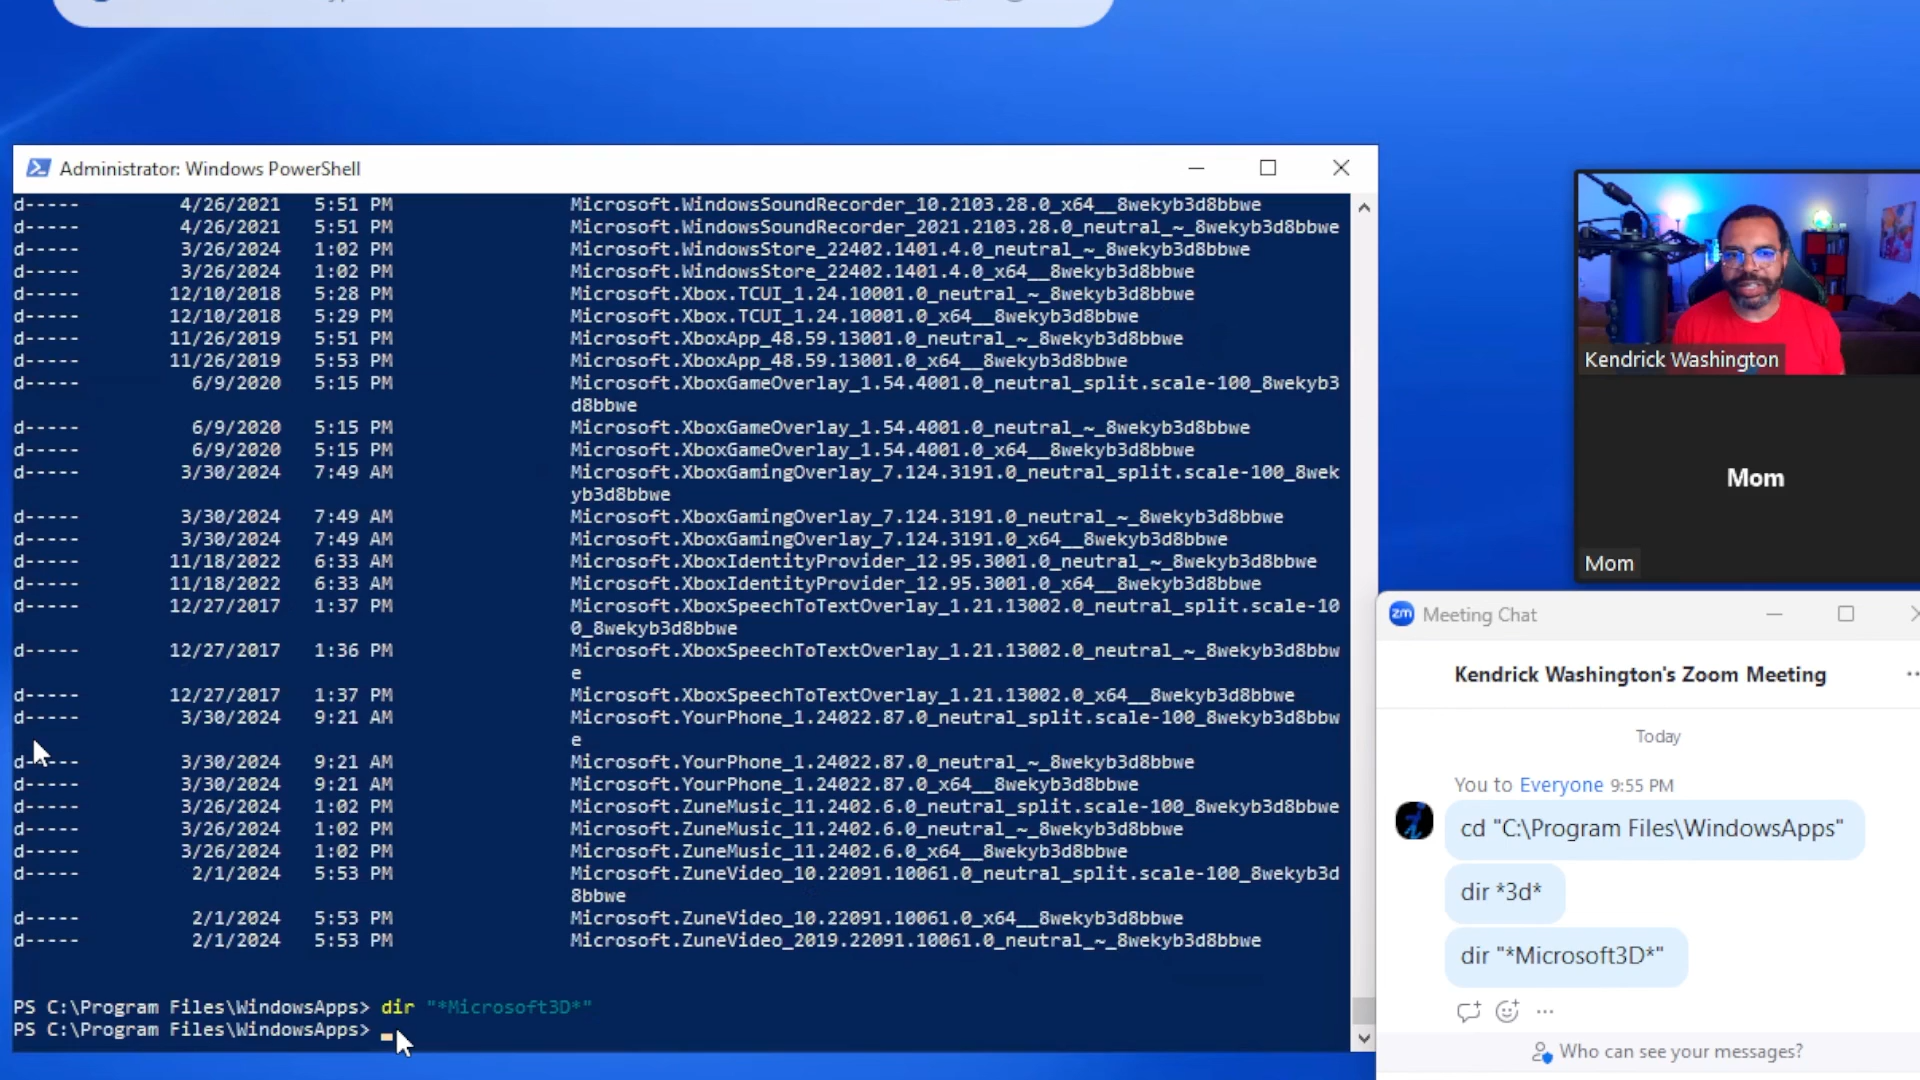 Administrator: Windows PowerShell
d----- 4/26/2021 5:51 PM Microsoft.WindowsSoundRecorder_10.2103.28.0_x64__8wekyb3d8bbwe
d----- 4/26/2021 5:51 PM Microsoft.WindowsSoundRecorder_2021.2103.28.0_neutral_~_8wekyb3d8bbwe
d----- 3/26/2024 1:02 PM Microsoft.WindowsStore_22402.1401.4.0_neutral_~_8wekyb3d8bbwe
d----- 3/26/2024 1:02 PM Microsoft.WindowsStore_22402.1401.4.0_x64__8wekyb3d8bbwe
d----- 12/10/2018 5:28 PM Microsoft.Xbox.TCUI_1.24.10001.0_neutral_~_8wekyb3d8bbwe
d----- 12/10/2018 5:29 PM Microsoft.Xbox.TCUI_1.24.10001.0_x64__8wekyb3d8bbwe
d----- 11/26/2019 5:51 PM Microsoft.XboxApp_48.59.13001.0_neutral_~_8wekyb3d8bbwe
d----- 11/26/2019 5:53 PM Microsoft.XboxApp_48.59.13001.0_x64__8wekyb3d8bbwe
d----- 6/9/2020 5:15 PM Microsoft.XboxGameOverlay_1.54.4001.0_neutral_split.scale-100_8wekyb3
d8bbwe
d----- 6/9/2020 5:15 PM Microsoft.XboxGameOverlay_1.54.4001.0_neutral_~_8wekyb3d8bbwe
d----- 6/9/2020 5:15 PM Microsoft.XboxGameOverlay_1.54.4001.0_x64__8wekyb3d8bbwe
d----- 3/30/2024 7:49 AM Microsoft.XboxGamingOverlay_7.124.3191.0_neutral_split.scale-100_8wek
yb3d8bbwe
d----- 3/30/2024 7:49 AM Microsoft.XboxGamingOverlay_7.124.3191.0_neutral_~_8wekyb3d8bbwe
d----- 3/30/2024 7:49 AM Microsoft.XboxGamingOverlay_7.124.3191.0_x64__8wekyb3d8bbwe
d----- 11/18/2022 6:33 AM Microsoft.XboxIdentityProvider_12.95.3001.0_neutral_~_8wekyb3d8bbwe
d----- 11/18/2022 6:33 AM Microsoft.XboxIdentityProvider_12.95.3001.0_x64__8wekyb3d8bbwe
d----- 12/27/2017 1:37 PM Microsoft.XboxSpeechToTextOverlay_1.21.13002.0_neutral_split.scale-10
0_8wekyb3d8bbwe
d----- 12/27/2017 1:36 PM Microsoft.XboxSpeechToTextOverlay_1.21.13002.0_neutral_~_8wekyb3d8bbw
e
d----- 12/27/2017 1:37 PM Microsoft.XboxSpeechToTextOverlay_1.21.13002.0_x64__8wekyb3d8bbwe
d----- 3/30/2024 9:21 AM Microsoft.YourPhone_1.24022.87.0_neutral_split.scale-100_8wekyb3d8bbw
e
d----- 3/30/2024 9:21 AM Microsoft.YourPhone_1.24022.87.0_neutral_~_8wekyb3d8bbwe
d----- 3/30/2024 9:21 AM Microsoft.YourPhone_1.24022.87.0_x64__8wekyb3d8bbwe
d----- 3/26/2024 1:02 PM Microsoft.ZuneMusic_11.2402.6.0_neutral_split.scale-100_8wekyb3d8bbwe
d----- 3/26/2024 1:02 PM Microsoft.ZuneMusic_11.2402.6.0_neutral_~_8wekyb3d8bbwe
d----- 3/26/2024 1:02 PM Microsoft.ZuneMusic_11.2402.6.0_x64__8wekyb3d8bbwe
d----- 2/1/2024 5:53 PM Microsoft.ZuneVideo_10.22091.10061.0_neutral_split.scale-100_8wekyb3d
8bbwe
d----- 2/1/2024 5:53 PM Microsoft.ZuneVideo_10.22091.10061.0_x64__8wekyb3d8bbwe
d----- 2/1/2024 5:53 PM Microsoft.ZuneVideo_2019.22091.10061.0_neutral_~_8wekyb3d8bbwe
PS C:\Program Files\WindowsApps> dir "*Microsoft3D*"
PS C:\Program Files\WindowsApps>
Kendrick Washington
Mom
Mom
zm Meeting Chat
Kendrick Washington's Zoom Meeting
Today
You to Everyone 9:55 PM
cd "C:\Program Files\WindowsApps"
dir *3d*
dir "*Microsoft3D*"
Who can see your messages?